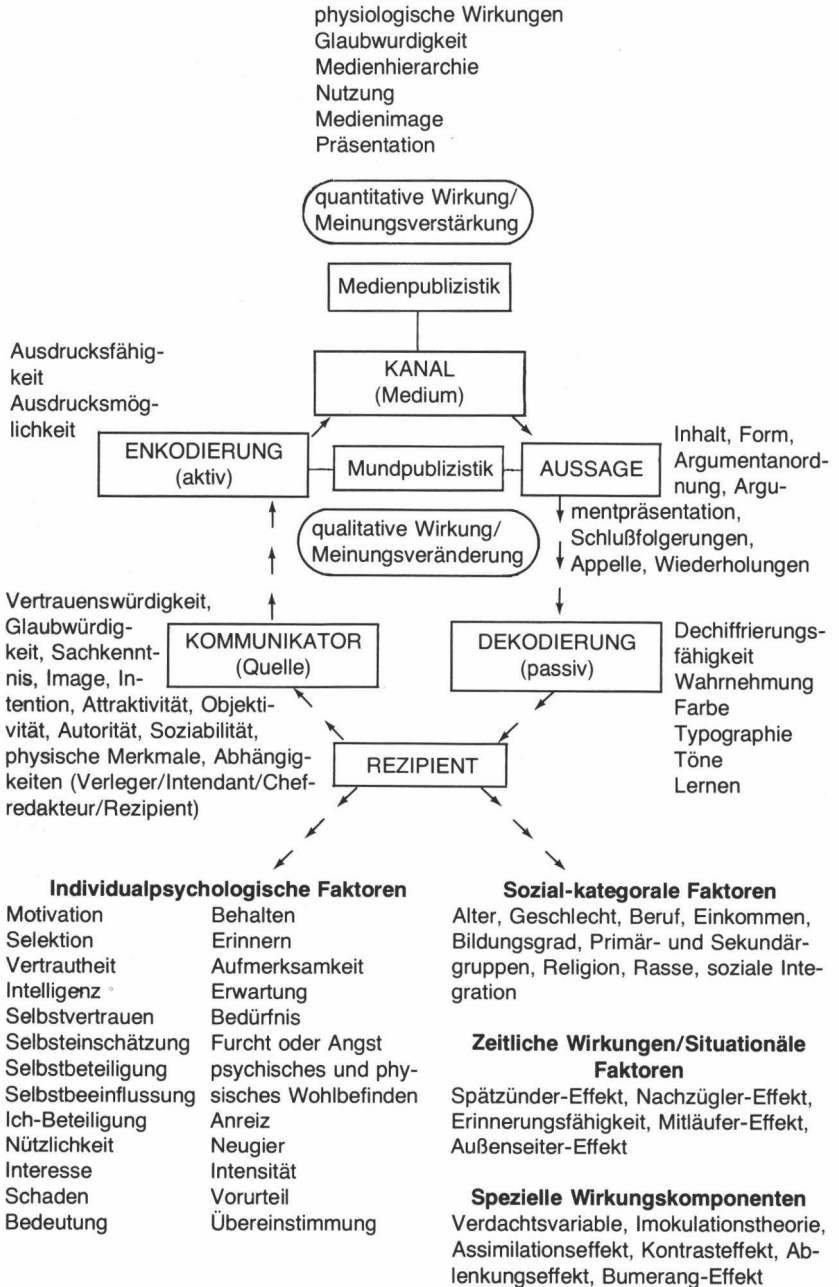 physiologische Wirkungen
Glaubwurdigkeit
Medienhierarchie
Nutzung
Medienimage
Präsentation
quantitative Wirkung/
Meinungsverstärkung
Medienpublizistik
KANAL
(Medium)
Ausdrucksfähig-
keit
Ausdrucksmög-
lichkeit
ENKODIERUNG
(aktiv)
Mundpublizistik
AUSSAGE
Inhalt, Form,
Argumentanord-
nung, Argu-
mentpräsentation,
Schlußfolgerungen,
Appelle, Wiederholungen
qualitative Wirkung/
Meinungsveränderung
Vertrauenswürdigkeit,
Glaubwürdig-
keit, Sachkennt-
nis, Image, In-
tention, Attraktivität, Objekti-
vität, Autorität, Soziabilität,
physische Merkmale, Abhängig-
keiten (Verleger/Intendant/Chef-
redakteur/Rezipient)
KOMMUNIKATOR
(Quelle)
DEKODIERUNG
(passiv)
Dechiffrierungs-
fähigkeit
Wahrnehmung
Farbe
Typographie
Töne
Lernen
REZIPIENT
Individualpsychologische Faktoren
Motivation
Selektion
Vertrautheit
Intelligenz
Selbstvertrauen
Selbsteinschätzung
Selbstbeteiligung
Selbstbeeinflussung
Ich-Beteiligung
Nützlichkeit
Interesse
Schaden
Bedeutung
Behalten
Erinnern
Aufmerksamkeit
Erwartung
Bedürfnis
Furcht oder Angst
psychisches und phy-
sisches Wohlbefinden
Anreiz
Neugier
Intensität
Vorurteil
Übereinstimmung
Sozial-kategorale Faktoren
Alter, Geschlecht, Beruf, Einkommen,
Bildungsgrad, Primär- und Sekundär-
gruppen, Religion, Rasse, soziale Inte-
gration
Zeitliche Wirkungen/Situationäle
Faktoren
Spätzünder-Effekt, Nachzügler-Effekt,
Erinnerungsfähigkeit, Mitläufer-Effekt,
Außenseiter-Effekt
Spezielle Wirkungskomponenten
Verdachtsvariable, Imokulationstheorie,
Assimilationseffekt, Kontrasteffekt, Ab-
lenkungseffekt, Bumerang-Effekt